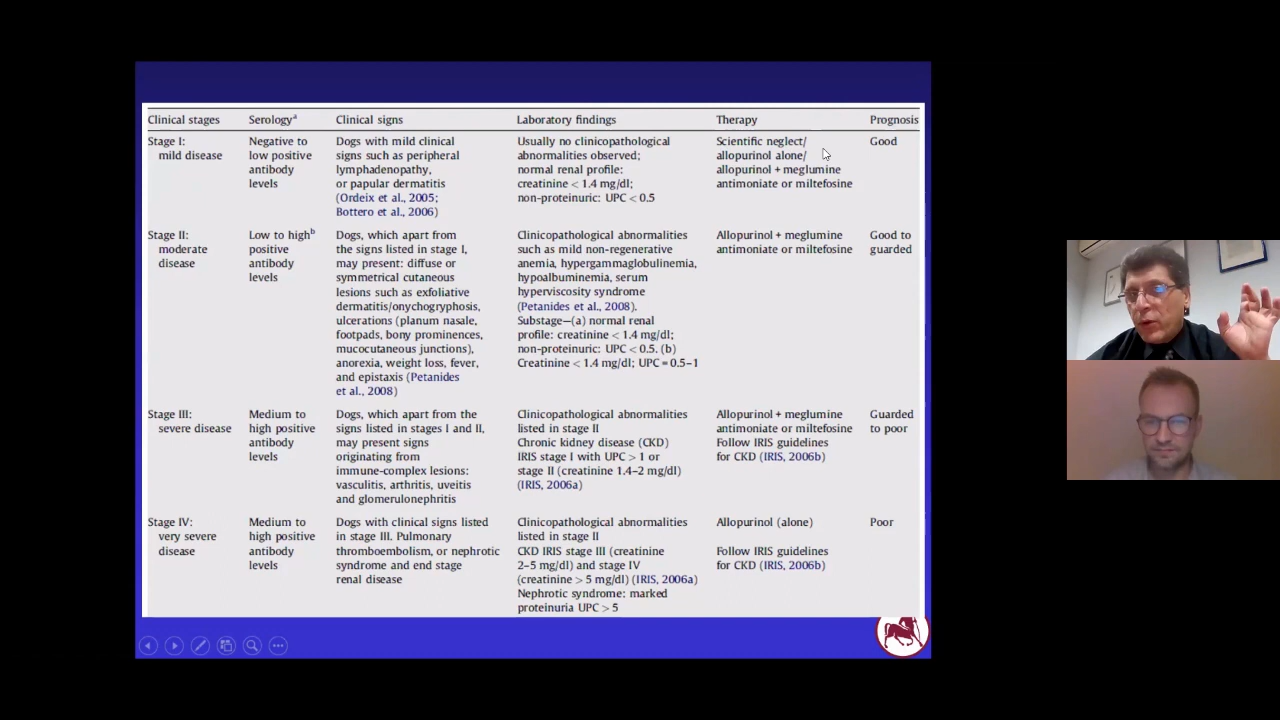 Clinical stages Serologyᵃ Clinical signs Laboratory findings Therapy Prognosis
Stage I:
mild disease
Negative to
low positive
antibody
levels
Dogs with mild clinical
signs such as peripheral
lymphadenopathy,
or papular dermatitis
(Ordeix et al., 2005;
Bottero et al., 2006)
Usually no clinicopathological
abnormalities observed;
normal renal profile:
creatinine < 1.4 mg/dl;
non-proteinuric: UPC < 0.5
Scientific neglect/
allopurinol alone/
allopurinol + meglumine
antimoniate or miltefosine
Good
Stage II:
moderate
disease
Low to highᵇ
positive
antibody
levels
Dogs, which apart from
the signs listed in stage I,
may present: diffuse or
symmetrical cutaneous
lesions such as exfoliative
dermatitis/onychogryphosis,
ulcerations (planum nasale,
footpads, bony prominences,
mucocutaneous junctions),
anorexia, weight loss, fever,
and epistaxis (Petanides
et al., 2008)
Clinicopathological abnormalities
such as mild non-regenerative
anemia, hypergammaglobulinemia,
hypoalbuminemia, serum
hyperviscosity syndrome
(Petanides et al., 2008).
Substage—(a) normal renal
profile: creatinine < 1.4 mg/dl;
non-proteinuric: UPC < 0.5. (b)
Creatinine < 1.4 mg/dl; UPC = 0.5–1
Allopurinol + meglumine
antimoniate or miltefosine
Good to
guarded
Stage III:
severe disease
Medium to
high positive
antibody
levels
Dogs, which apart from the
signs listed in stages I and II,
may present signs
originating from
immune-complex lesions:
vasculitis, arthritis, uveitis
and glomerulonephritis
Clinicopathological abnormalities
listed in stage II
Chronic kidney disease (CKD)
IRIS stage I with UPC > 1 or
stage II (creatinine 1.4–2 mg/dl)
(IRIS, 2006a)
Allopurinol + meglumine
antimoniate or miltefosine
Follow IRIS guidelines
for CKD (IRIS, 2006b)
Guarded
to poor
Stage IV:
very severe
disease
Medium to
high positive
antibody
levels
Dogs with clinical signs listed
in stage III. Pulmonary
thromboembolism, or nephrotic
syndrome and end stage
renal disease
Clinicopathological abnormalities
listed in stage II
CKD IRIS stage III (creatinine
2–5 mg/dl) and stage IV
(creatinine > 5 mg/dl) (IRIS, 2006a)
Nephrotic syndrome: marked
proteinuria UPC > 5
Allopurinol (alone)
Follow IRIS guidelines
for CKD (IRIS, 2006b)
Poor